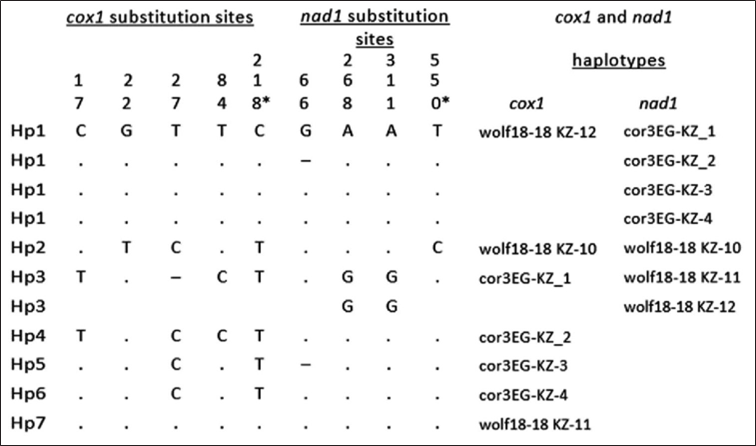 cox1 substitution sites nad1 substitution cox1 and nad1
sites
2 2 3 5 haplotypes
1 2 2 8 1 6 6 1 5
7 2 7 4 8* 6 8 1 0* cox1 nad1
Hp1 C G T T C G A A T wolf18-18 KZ-12 cor3EG-KZ_1
Hp1 . . . . . – . . . cor3EG-KZ_2
Hp1 . . . . . . . . . cor3EG-KZ-3
Hp1 . . . . . . . . . cor3EG-KZ-4
Hp2 . T C . T . . . C wolf18-18 KZ-10 wolf18-18 KZ-10
Hp3 T . – C T . G G . cor3EG-KZ_1 wolf18-18 KZ-11
Hp3 G G wolf18-18 KZ-12
Hp4 T . C C T . . . . cor3EG-KZ_2
Hp5 . . C . T – . . . cor3EG-KZ-3
Hp6 . . C . T . . . . cor3EG-KZ-4
Hp7 . . . . . . . . . wolf18-18 KZ-11